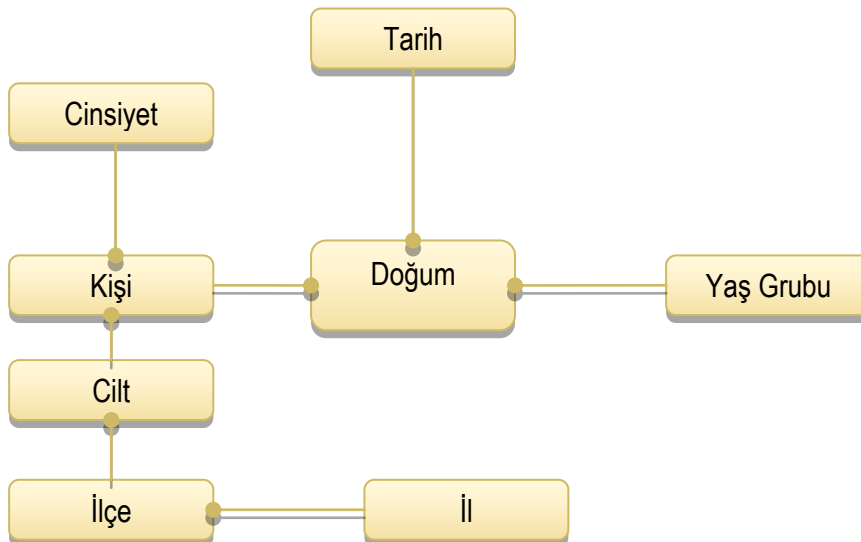 Tarih
Cinsiyet
Kişi
Doğum
Yaş Grubu
Cilt
İlçe
İl